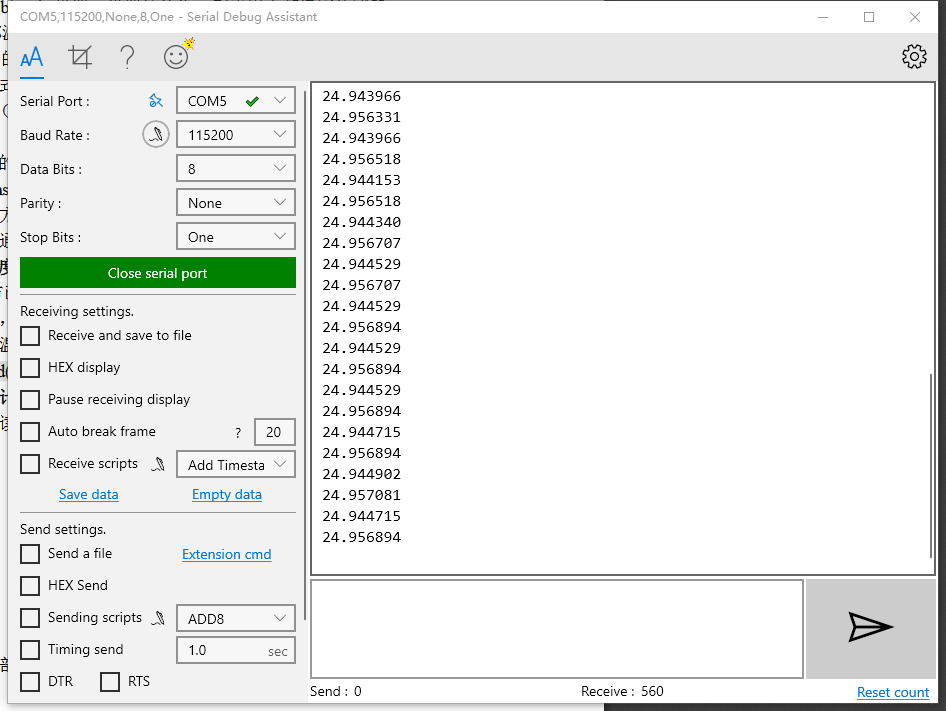 COM5,115200,None,8,One - Serial Debug Assistant
AA
Serial Port :
COM5
Baud Rate :
115200
Data Bits :
8
Parity :
None
Stop Bits :
One
Close serial port
Receiving settings.
Receive and save to file
HEX display
Pause receiving display
Auto break frame
?
20
Receive scripts
Add Timesta
Save data
Empty data
Send settings.
Send a file
Extension cmd
HEX Send
Sending scripts
ADD8
Timing send
1.0
sec
DTR
RTS
24.943966
24.956331
24.943966
24.956518
24.944153
24.956518
24.944340
24.956707
24.944529
24.956707
24.944529
24.956894
24.944529
24.956894
24.944529
24.956894
24.944715
24.956894
24.944902
24.957081
24.944715
24.956894
Send : 0
Receive : 560
Reset count